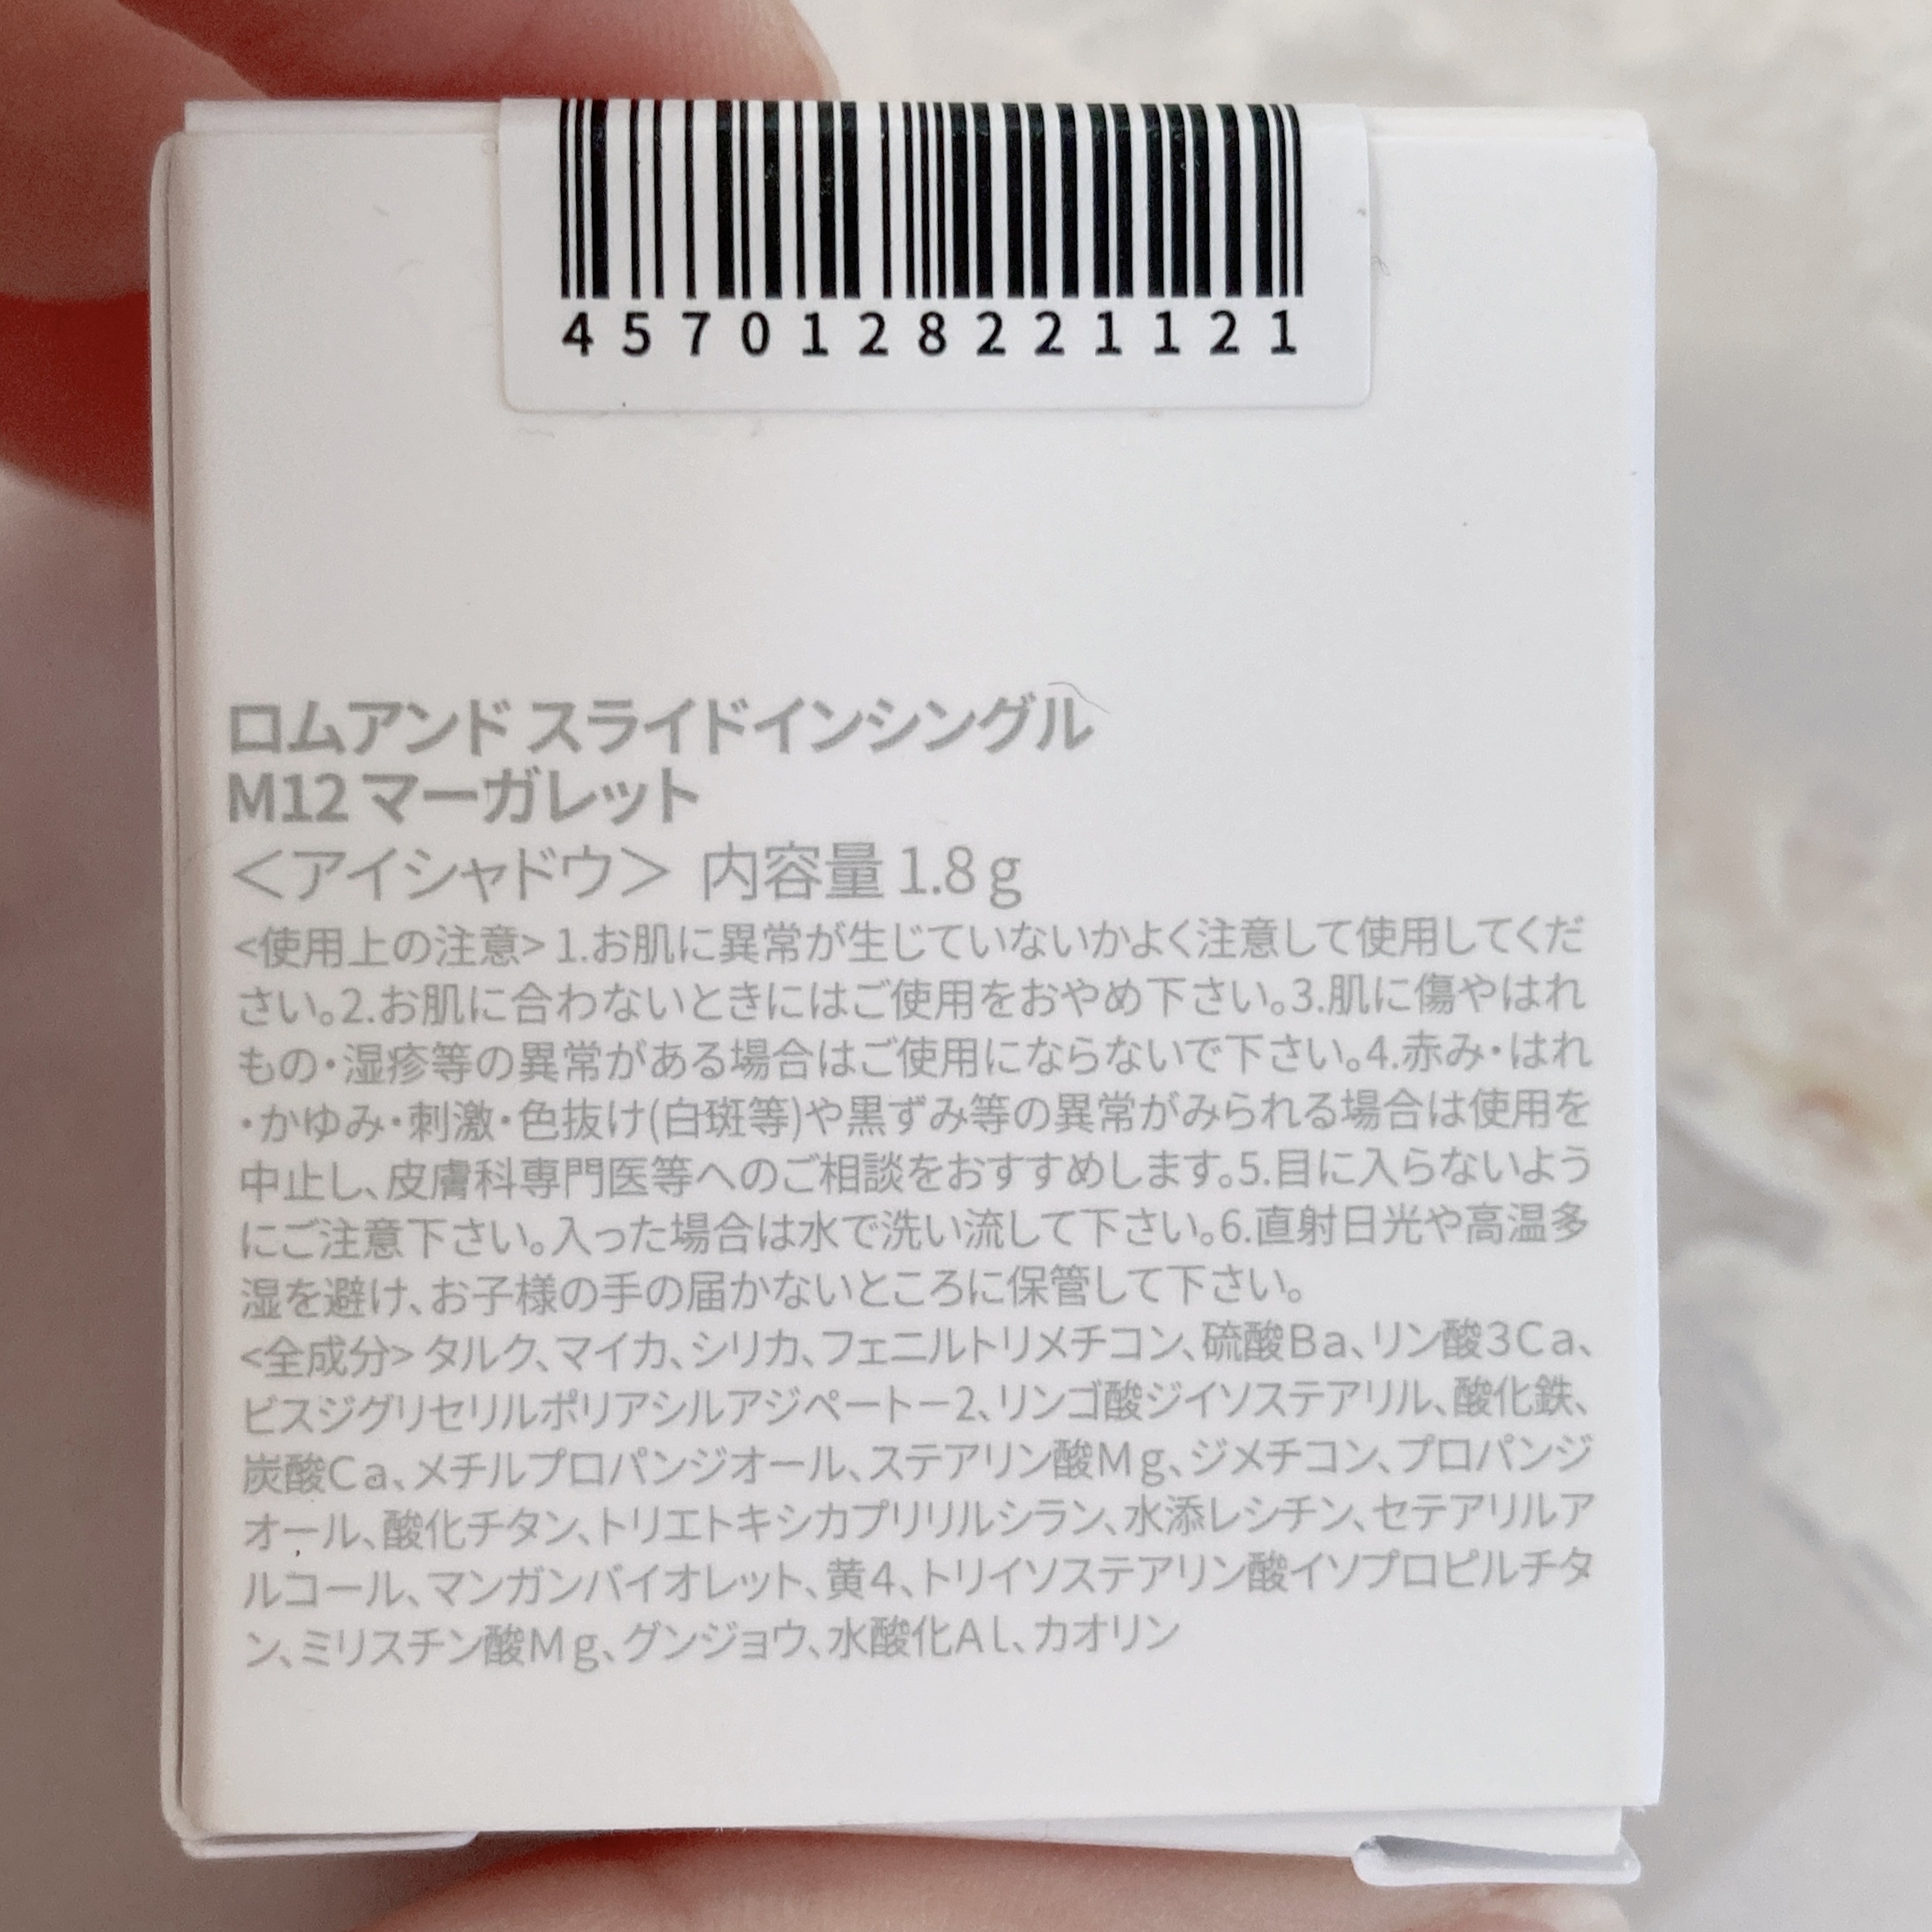 4570128221121
ロムアンド スライドインシングル
M12 マーガレット
＜アイシャドウ＞ 内容量 1.8g
<使用上の注意> 1.お肌に異常が生じていないかよく注意して使用してくだ
さい。2.お肌に合わないときにはご使用をおやめ下さい。3.肌に傷やはれ
もの・湿疹等の異常がある場合はご使用にならないで下さい。4.赤み・はれ
・かゆみ・刺激・色抜け(白斑等)や黒ずみ等の異常がみられる場合は使用を
中止し、皮膚科専門医等へのご相談をおすすめします。5.目に入らないよう
にご注意下さい。入った場合は水で洗い流して下さい。6.直射日光や高温多
湿を避け、お子様の手の届かないところに保管して下さい。
<全成分> タルク、マイカ、シリカ、フェニルトリメチコン、硫酸Ba、リン酸3Ca、
ビスジグリセリルポリアシルアジペートー2、リンゴ酸ジイソステアリル、酸化鉄、
炭酸Ca、メチルプロパンジオール、ステアリン酸Mg、ジメチコン、プロパンジ
オール、酸化チタン、トリエトキシカプリリルシラン、水添レシチン、セテアリルア
ルコール、マンガンバイオレット、黄4、トリイソステアリン酸イソプロピルチタ
ン、ミリスチン酸Mg、グンジョウ、水酸化Al、カオリン